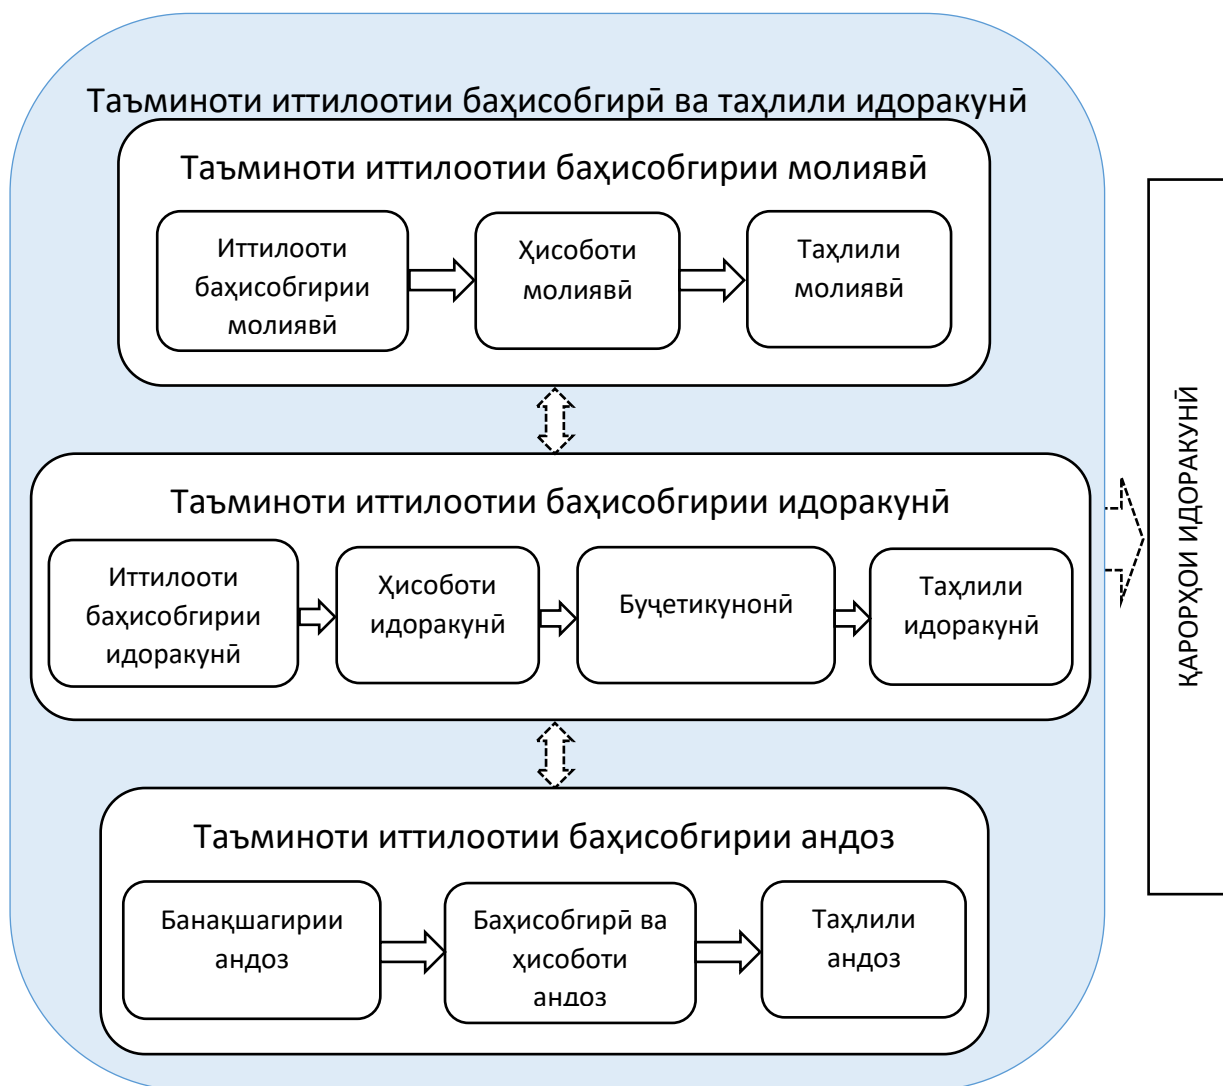 Таъминоти иттилоотии баҳисобгирӣ ва таҳлили идоракунӣ
Таъминоти иттилоотии баҳисобгирии молиявӣ
Иттилооти
баҳисобгирии
молиявӣ
Ҳисоботи
молиявӣ
Таҳлили
молиявӣ
Таъминоти иттилоотии баҳисобгирии идоракунӣ
Иттилооти
баҳисобгирии
идоракунӣ
Ҳисоботи
идоракунӣ
Буҷетикунонӣ
Таҳлили
идоракунӣ
Таъминоти иттилоотии баҳисобгирии андоз
Банақшагирии
андоз
Баҳисобгирӣ ва
ҳисоботи
андоз
Таҳлили
андоз
ҚАРОРҲОИ ИДОРАКУНӢ